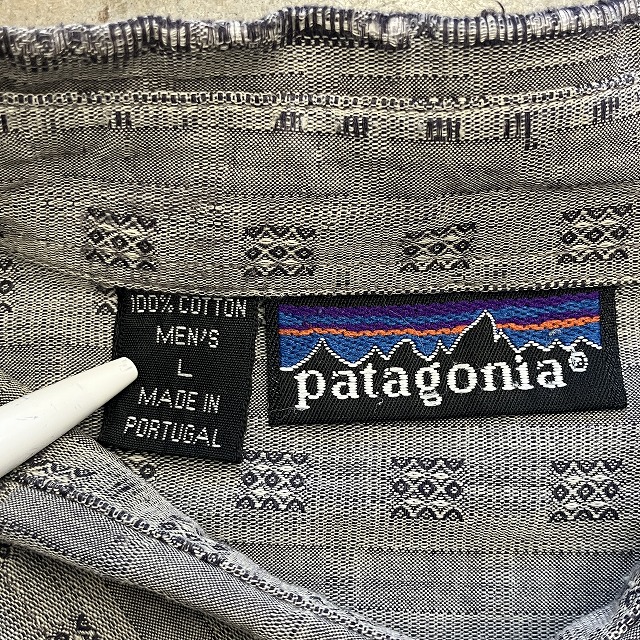 100% COTTON
MEN'S
L
MADE IN
PORTUGAL
patagonia®